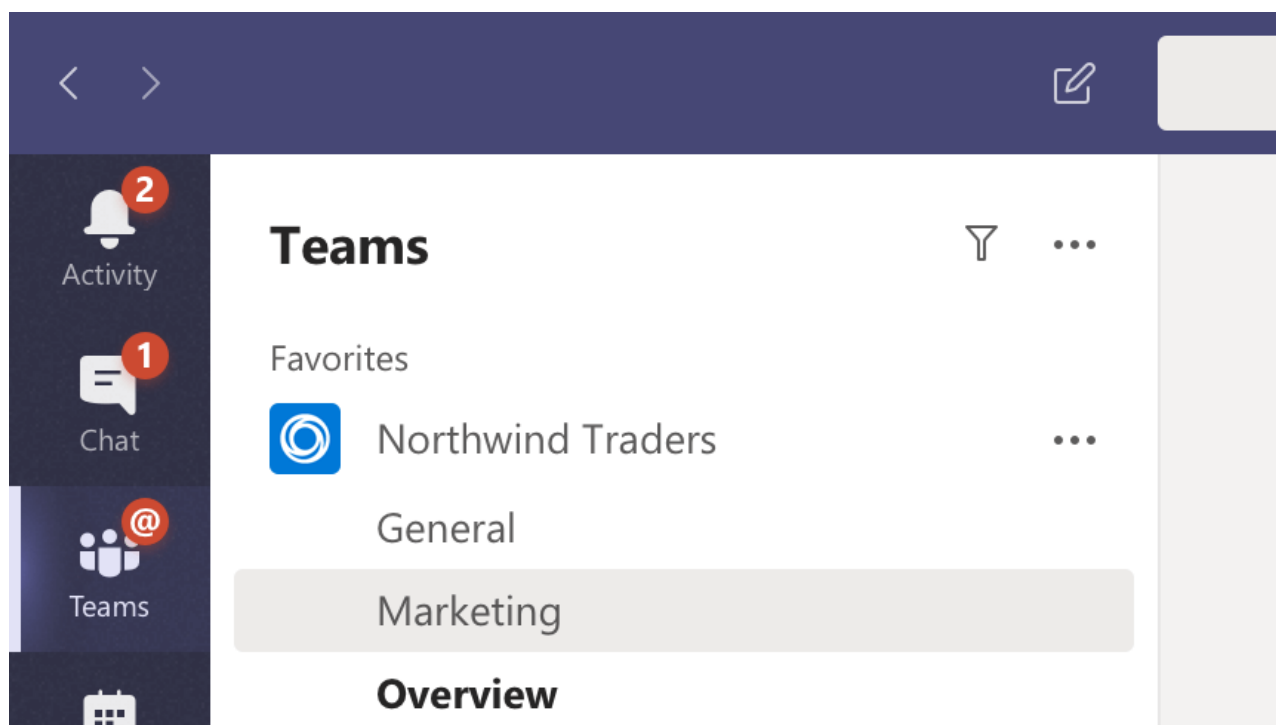 2
Activity
1
Chat
@
Teams
Teams
Favorites
Northwind Traders
General
Marketing
Overview